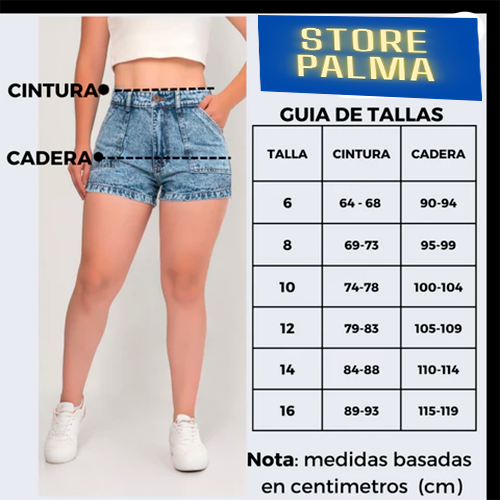 STORE
PALMA
CINTURA
CADERA
GUIA DE TALLAS
TALLA CINTURA CADERA
6 64 - 68 90-94
8 69-73 95-99
10 74-78 100-104
12 79-83 105-109
14 84-88 110-114
16 89-93 115-119
Nota: medidas basadas
en centimetros (cm)